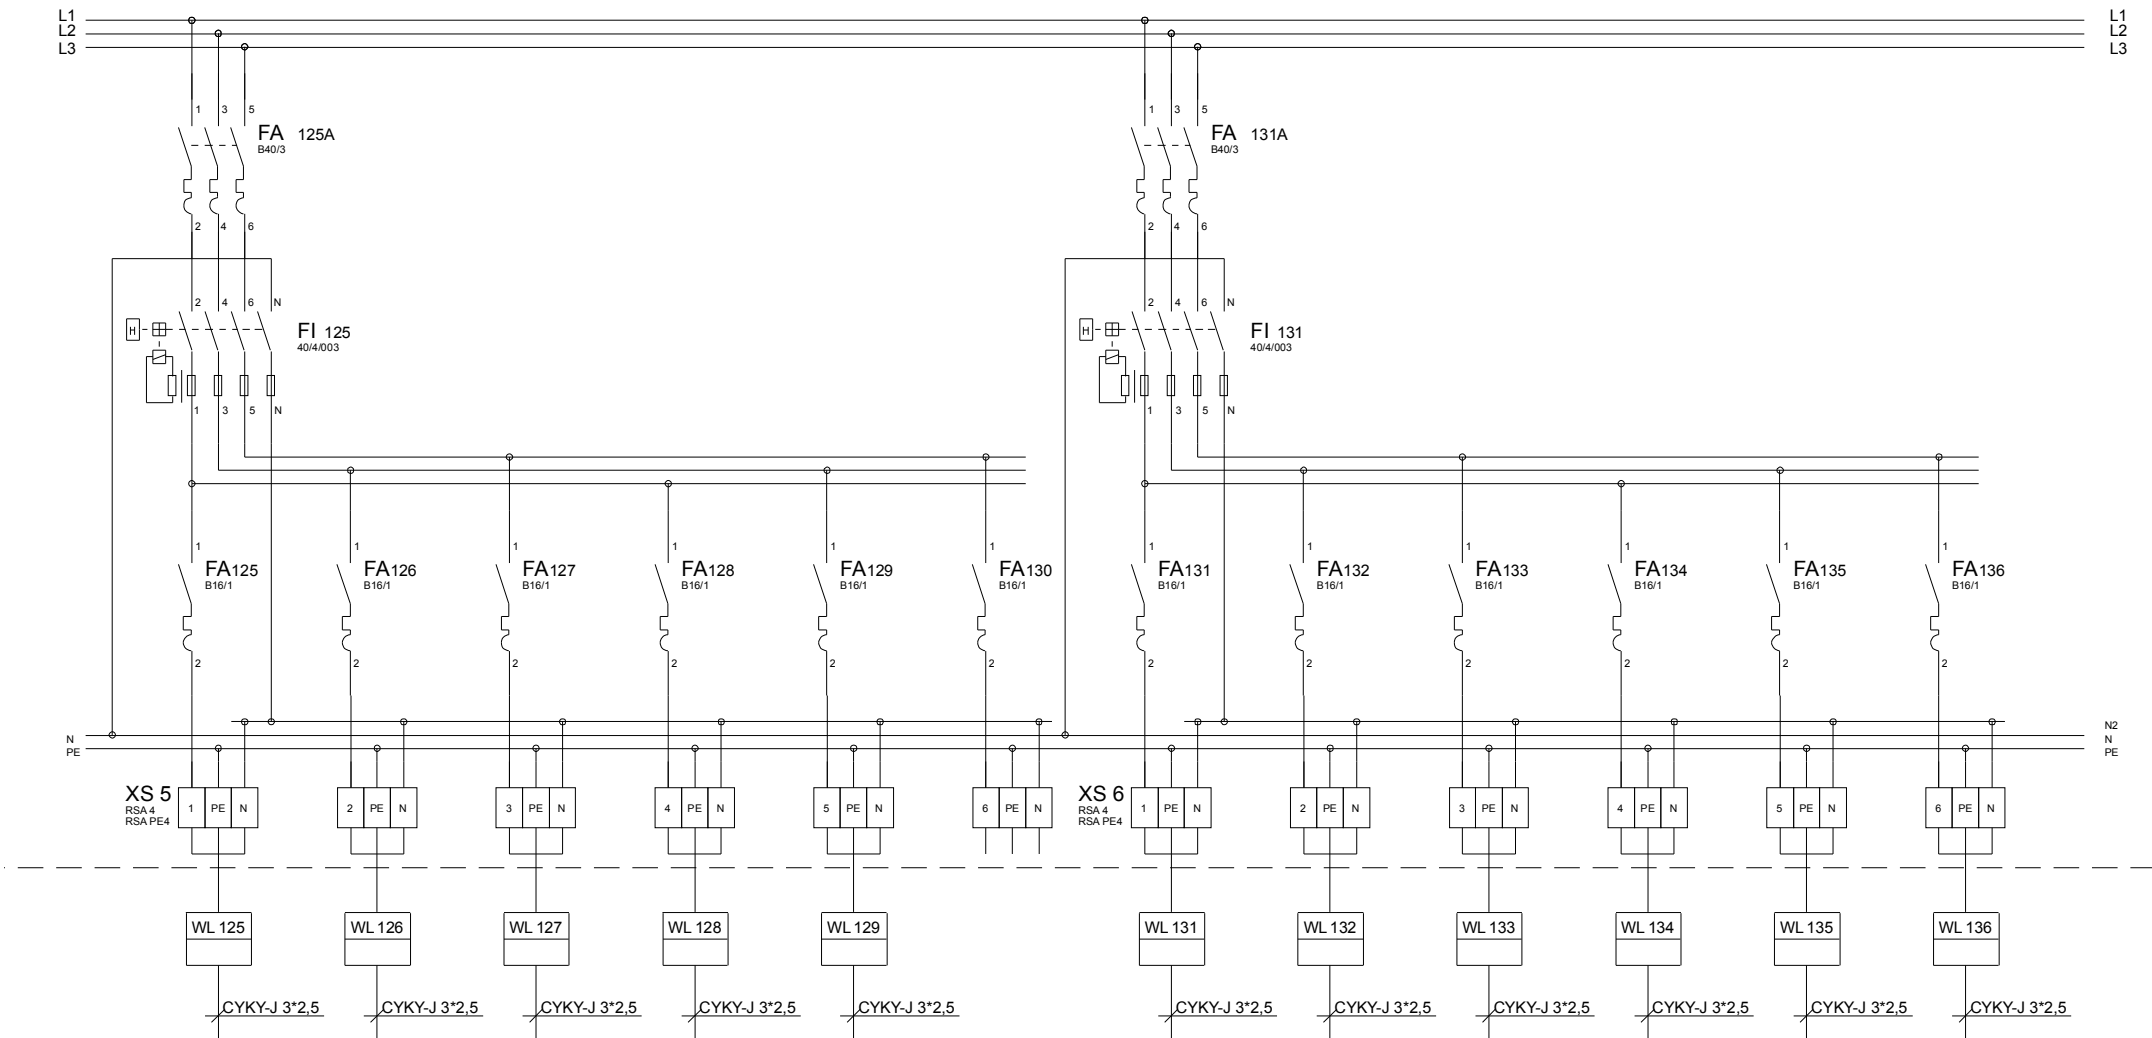 L1 L1
L2 L2
L3 L3
1 3 5 1 3 5
FA 125A FA 131A
B40/3 B40/3
2 4 6 2 4 6
2 4 6 N 2 4 6 N
H FI 125 H FI 131
40/4/003 40/4/003
1 3 5 N 1 3 5 N
1 1 1 1 1 1 1 1 1 1 1 1
FA125 FA126 FA127 FA128 FA129 FA130 FA131 FA132 FA133 FA134 FA135 FA136
B16/1 B16/1 B16/1 B16/1 B16/1 B16/1 B16/1 B16/1 B16/1 B16/1 B16/1 B16/1
2 2 2 2 2 2 2 2 2 2 2 2
N2
N N
PE PE
XS 5 XS 6
RSA 4 1 PE N 2 PE N 3 PE N 4 PE N 5 PE N 6 PE N RSA 4 1 PE N 2 PE N 3 PE N 4 PE N 5 PE N 6 PE N
RSA PE4 RSA PE4
WL 125 WL 126 WL 127 WL 128 WL 129 WL 131 WL 132 WL 133 WL 134 WL 135 WL 136
CYKY-J 3*2,5 CYKY-J 3*2,5 CYKY-J 3*2,5 CYKY-J 3*2,5 CYKY-J 3*2,5 CYKY-J 3*2,5 CYKY-J 3*2,5 CYKY-J 3*2,5 CYKY-J 3*2,5 CYKY-J 3*2,5 CYKY-J 3*2,5